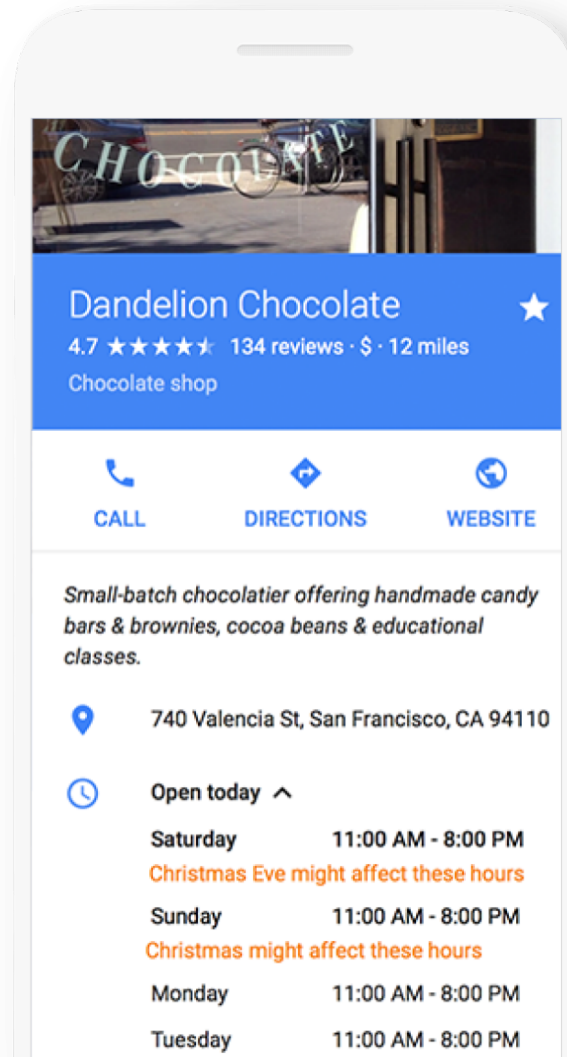 CHOCOLATE
Dandelion Chocolate
4.7 134 reviews · $ · 12 miles
Chocolate shop
CALL DIRECTIONS WEBSITE
Small-batch chocolatier offering handmade candy
bars & brownies, cocoa beans & educational
classes.
740 Valencia St, San Francisco, CA 94110
Open today
Saturday 11:00 AM - 8:00 PM
Christmas Eve might affect these hours
Sunday 11:00 AM - 8:00 PM
Christmas might affect these hours
Monday 11:00 AM - 8:00 PM
Tuesday 11:00 AM - 8:00 PM